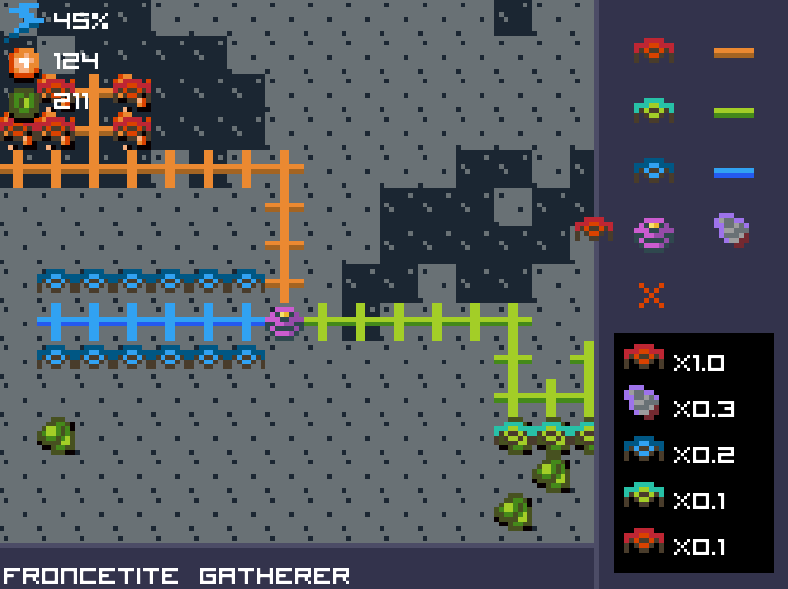 45%
124
211
X1.0
X0.3
X0.2
X0.1
X0.1
FRONCETITE GATHERER